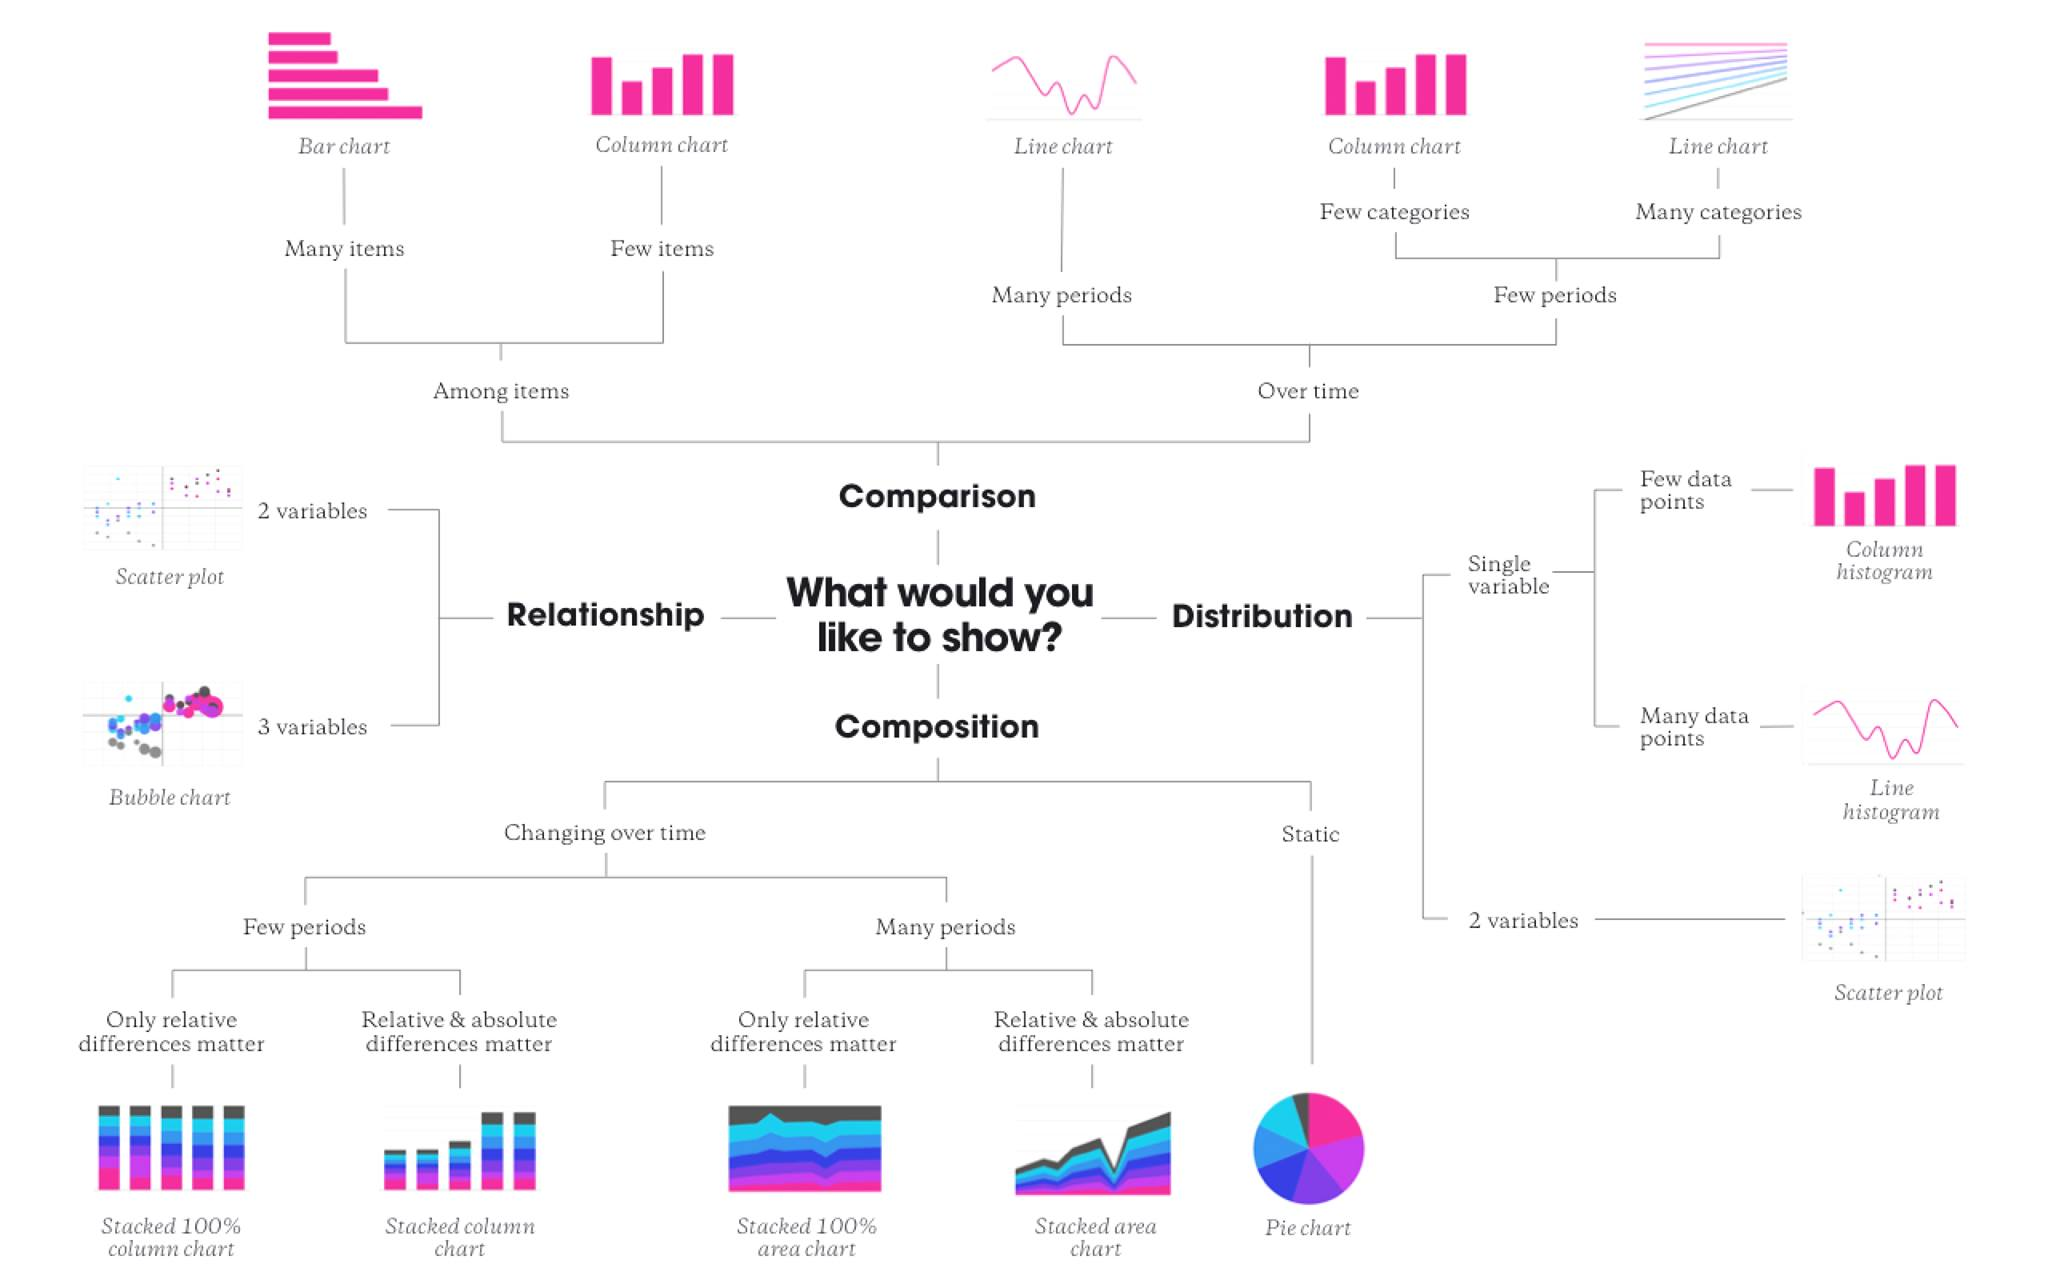 Bar chart
Column chart
Line chart
Column chart
Line chart
Few categories
Many categories
Many items
Few items
Many periods
Few periods
Among items
Over time
Comparison
2 variables
Scatter plot
Relationship
What would you
like to show?
Distribution
Single
variable
Few data
points
Column
histogram
Many data
points
Line
histogram
3 variables
Bubble chart
Composition
Changing over time
Static
2 variables
Scatter plot
Few periods
Many periods
Only relative
differences matter
Relative & absolute
differences matter
Only relative
differences matter
Relative & absolute
differences matter
Stacked 100%
column chart
Stacked column
chart
Stacked 100%
area chart
Stacked area
chart
Pie chart